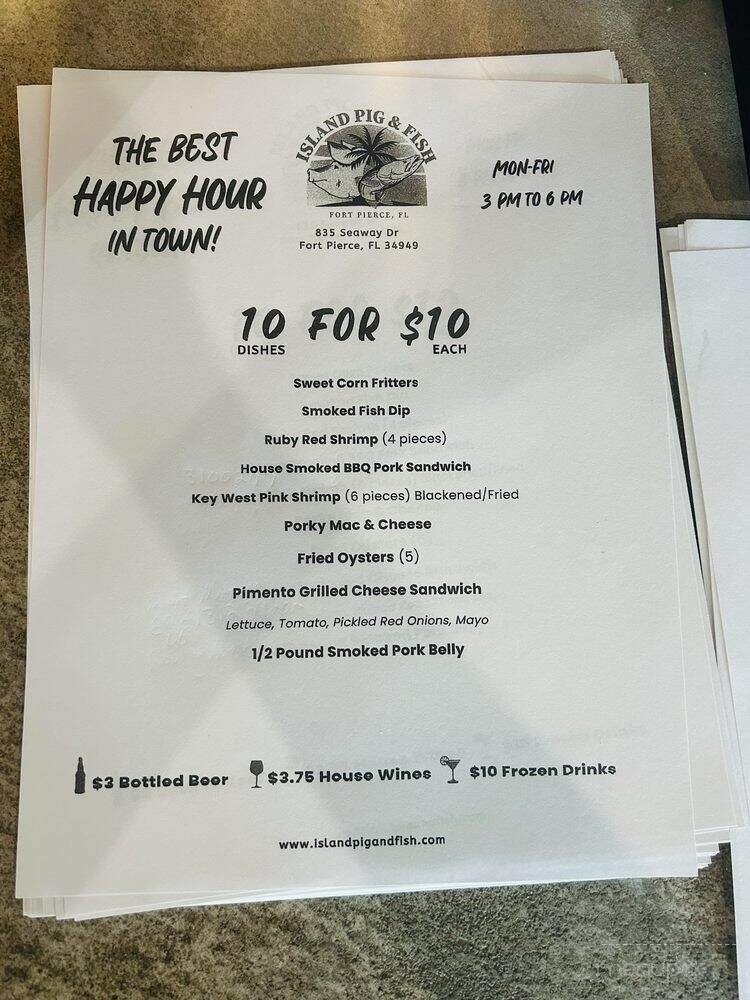 THE BEST
HAPPY HOUR
IN TOWN!
ISLAND PIG & FISH
FORT PIERCE, FL
835 Seaway Dr
Fort Pierce, FL 34949
MON-FRI
3 PM TO 6 PM
10 FOR $10
DISHES EACH
Sweet Corn Fritters
Smoked Fish Dip
Ruby Red Shrimp (4 pieces)
House Smoked BBQ Pork Sandwich
Key West Pink Shrimp (6 pieces) Blackened/Fried
Porky Mac & Cheese
Fried Oysters (5)
Pimento Grilled Cheese Sandwich
Lettuce, Tomato, Pickled Red Onions, Mayo
1/2 Pound Smoked Pork Belly
$3 Bottled Beer $3.75 House Wines $10 Frozen Drinks
www.islandpigandfish.com